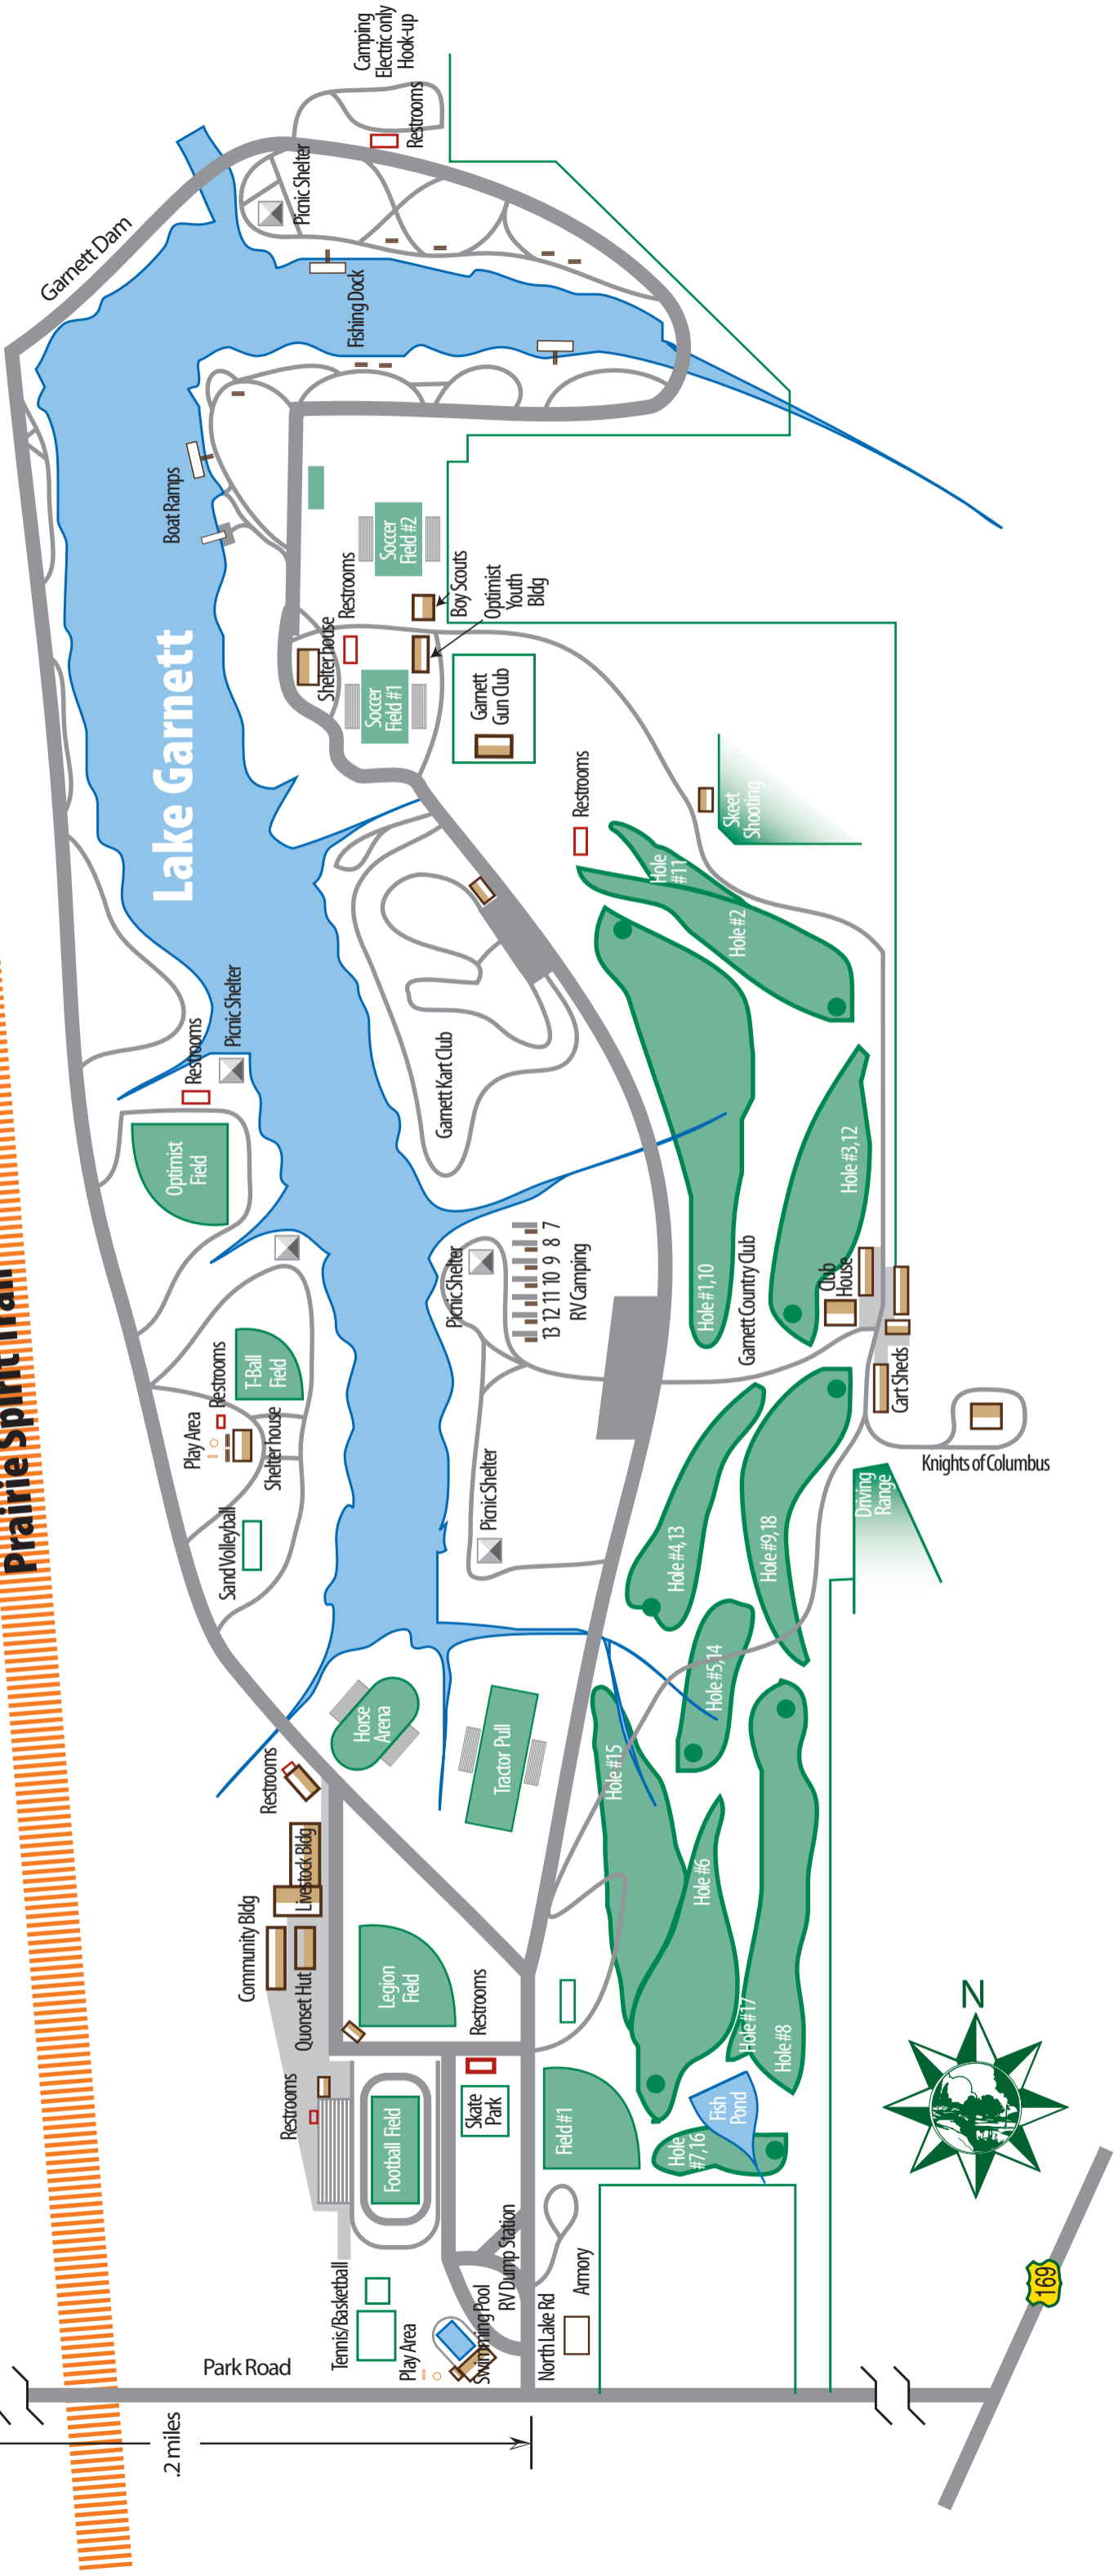 Prairie Spirit Trail
Park Road
.2 miles
Tennis/Basketball
Play Area
Swimming Pool
RV Dump Station
North Lake Rd
Armory
Restrooms
Football Field
Skate
Park
Restrooms
Field #1
Community Bldg
Quonset Hut
Livestock Bldg
Legion
Field
Restrooms
Horse
Arena
Tractor Pull
Sand Volleyball
Play Area
Restrooms
Shelter house
T-Ball
Field
Optimist
Field
Restrooms
Picnic Shelter
Lake Garnett
Boat Ramps
Garnett Dam
Fishing Dock
Picnic Shelter
Camping
Electric only
Hook-up
Restrooms
Picnic Shelter
Picnic Shelter
13 12 11 10 9 8 7
RV Camping
Garnett Kart Club
Shelter house
Restrooms
Soccer
Field #1
Soccer
Field #2
Boy Scouts
Optimist
Youth
Bldg
Garnett
Gun Club
Restrooms
Skeet
Shooting
Hole
#11
Hole #2
Hole #1,10
Hole #3,12
Garnett Country Club
Club
House
Cart Sheds
Knights of Columbus
Driving
Range
Hole #4,13
Hole #9,18
Hole #5,14
Hole #15
Hole #6
Hole #17
Hole #8
Hole
#7,16
Fish
Pond
N
169